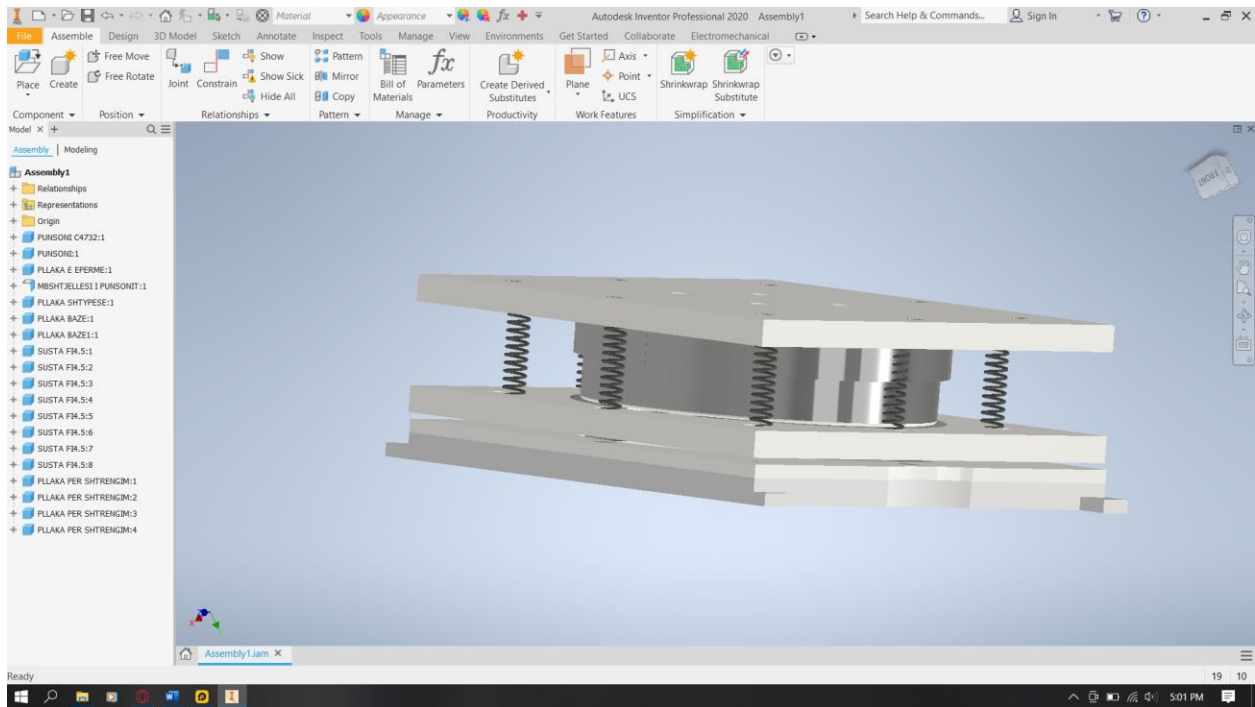 Material
Appearance
fx
Autodesk Inventor Professional 2020 Assembly1
Search Help & Commands...
Sign In
File Assemble Design 3D Model Sketch Annotate Inspect Tools Manage View Environments Get Started Collaborate Electromechanical
Place
Create
Free Move
Free Rotate
Joint
Constrain
Show
Show Sick
Hide All
Pattern
Mirror
Copy
Bill of Materials
fx
Parameters
Create Derived Substitutes
Plane
Axis
Point
UCS
Shrinkwrap
Shrinkwrap Substitute
Component Position Relationships Pattern Manage Productivity Work Features Simplification
Model
Assembly | Modeling
Assembly1
Relationships
Representations
Origin
PUNSONI C4732:1
PUNSONI:1
PLLAKA E EPERME:1
MBSHTJELLESI I PUNSONIT:1
PLLAKA SHTYPESE:1
PLLAKA BAZE:1
PLLAKA BAZE1:1
SUSTA FI4.5:1
SUSTA FI4.5:2
SUSTA FI4.5:3
SUSTA FI4.5:4
SUSTA FI4.5:5
SUSTA FI4.5:6
SUSTA FI4.5:7
SUSTA FI4.5:8
PLLAKA PER SHTRENGIM:1
PLLAKA PER SHTRENGIM:2
PLLAKA PER SHTRENGIM:3
PLLAKA PER SHTRENGIM:4
FRONT
Assembly1.iam
Ready
19 10
5:01 PM